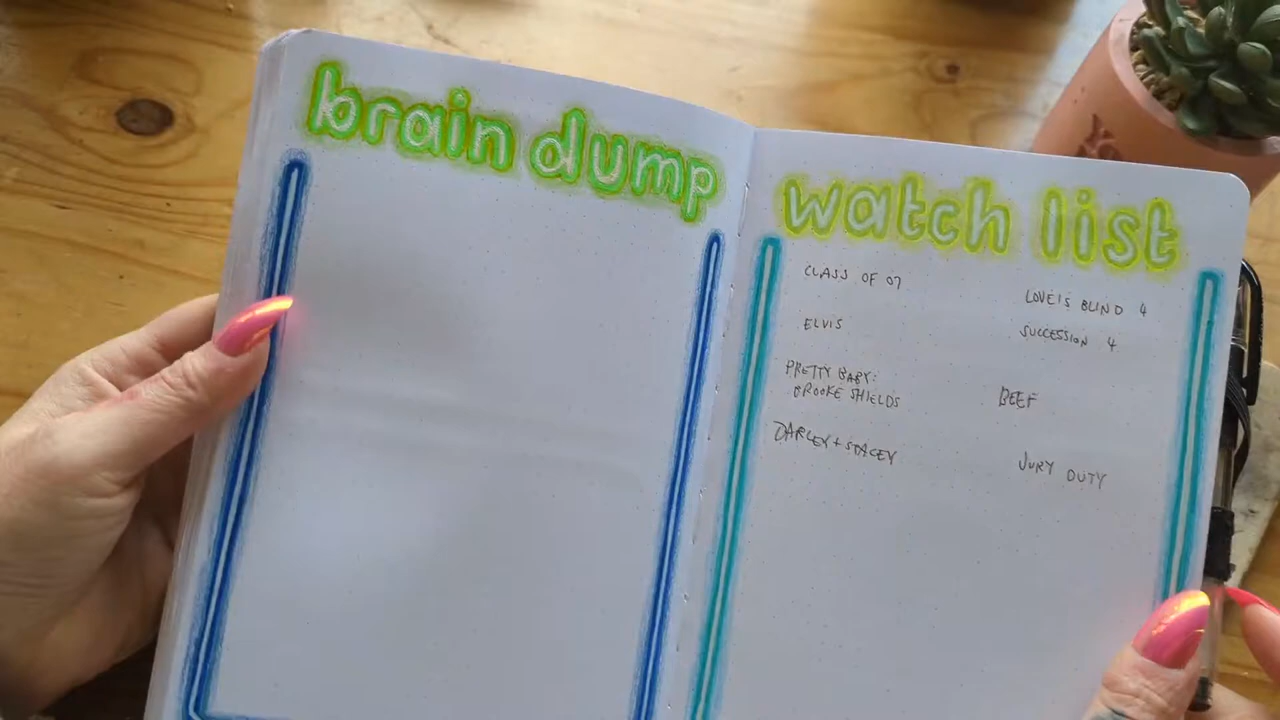 brain dump
watch list
CLASS OF 07
ELVIS
PRETTY BABY:
BROOKE SHIELDS
DARLEY + STACEY
LOVE IS BLIND 4
SUCCESSION 4
BEEF
JURY DUTY